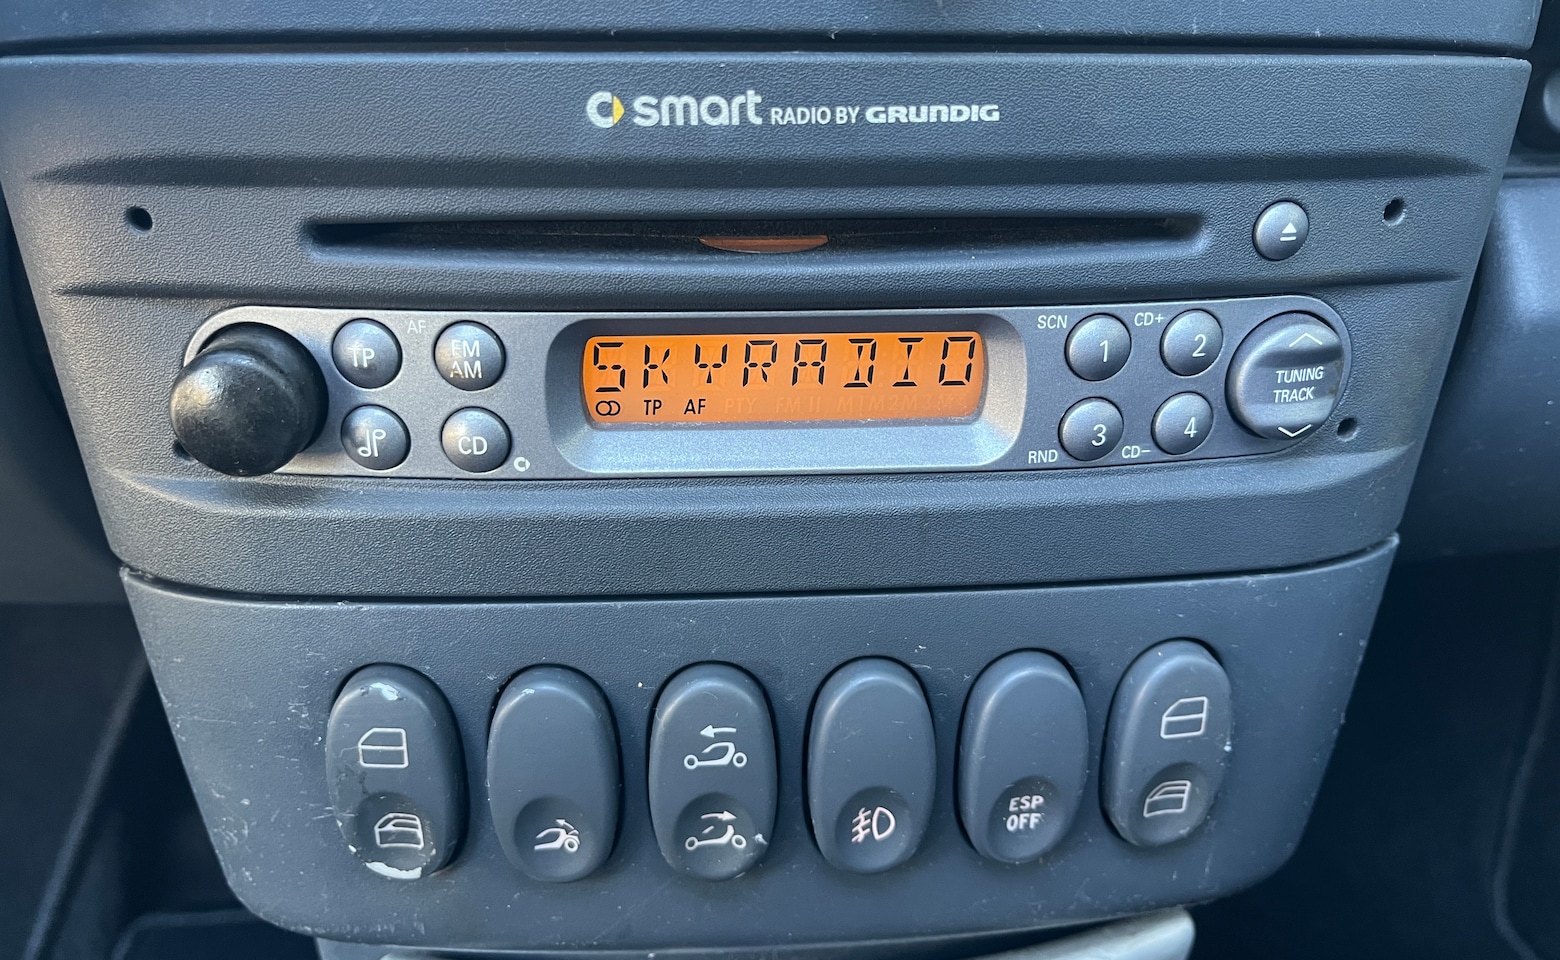 smart RADIO BY GRUNDIG
TP AF FM AM
SKYRADIO
TP AF PTY FM
CD
SCN 1 CD+ 2
TUNING
TRACK
RND 3 CD- 4
ESP
OFF